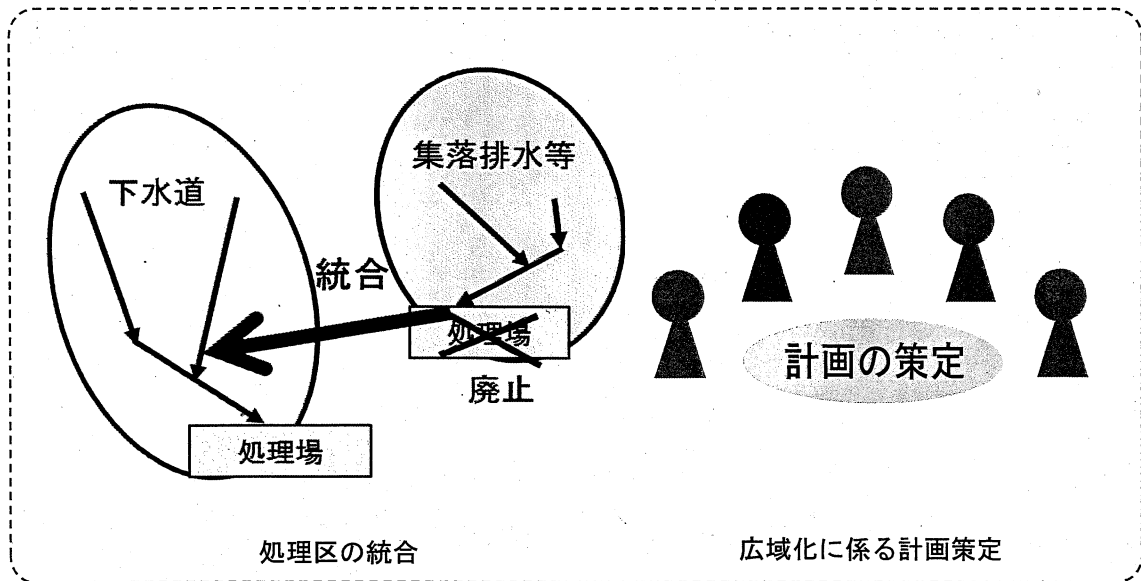 集落排水等
下水道
統合
処理場
廃止
処理場
処理区の統合
計画の策定
広域化に係る計画策定